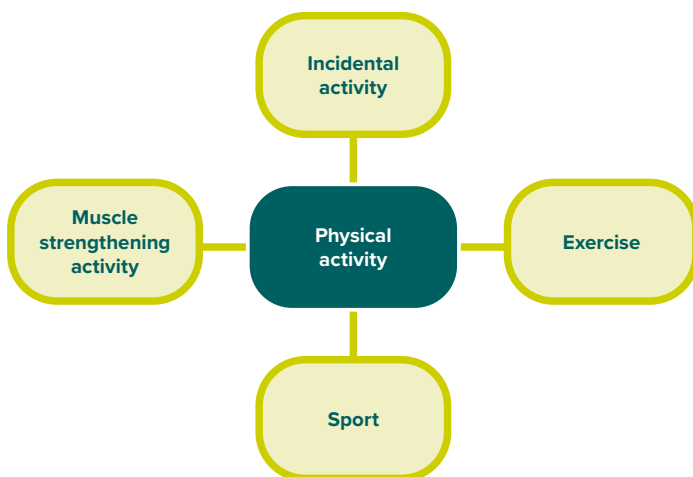 Incidental
activity
Muscle
strengthening
activity
Physical
activity
Exercise
Sport